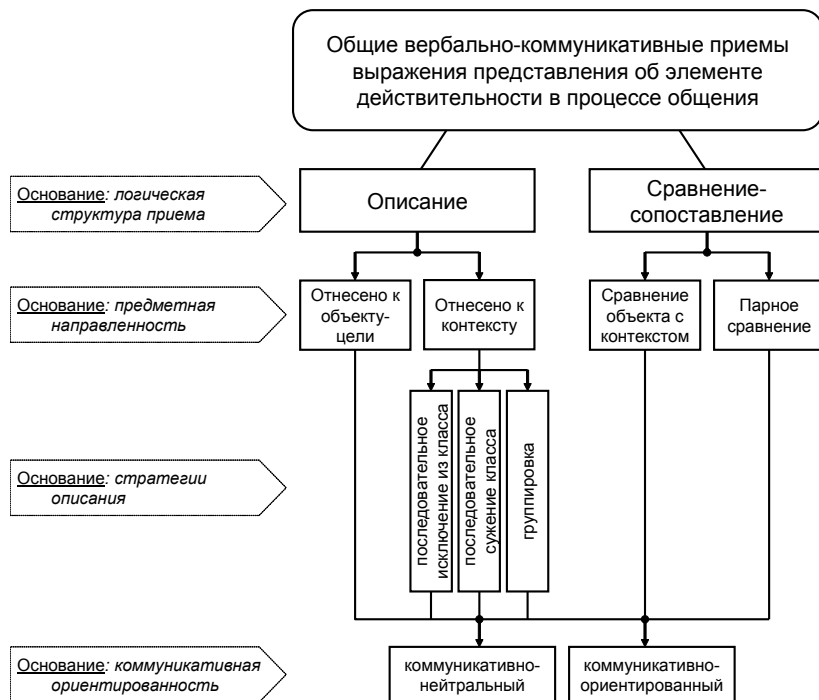 Общие вербально-коммуникативные приемы
выражения представления об элементе
действительности в процессе общения
Основание: логическая
структура приема
Описание
Сравнение-
сопоставление
Основание: предметная
направленность
Отнесено к
объекту-
цели
Отнесено к
контексту
Сравнение
объекта с
контекстом
Парное
сравнение
Основание: стратегии
описания
последовательное
исключение из класса
последовательное
сужение класса
группировка
Основание: коммуникативная
ориентированность
коммуникативно-
нейтральный
коммуникативно-
ориентированный